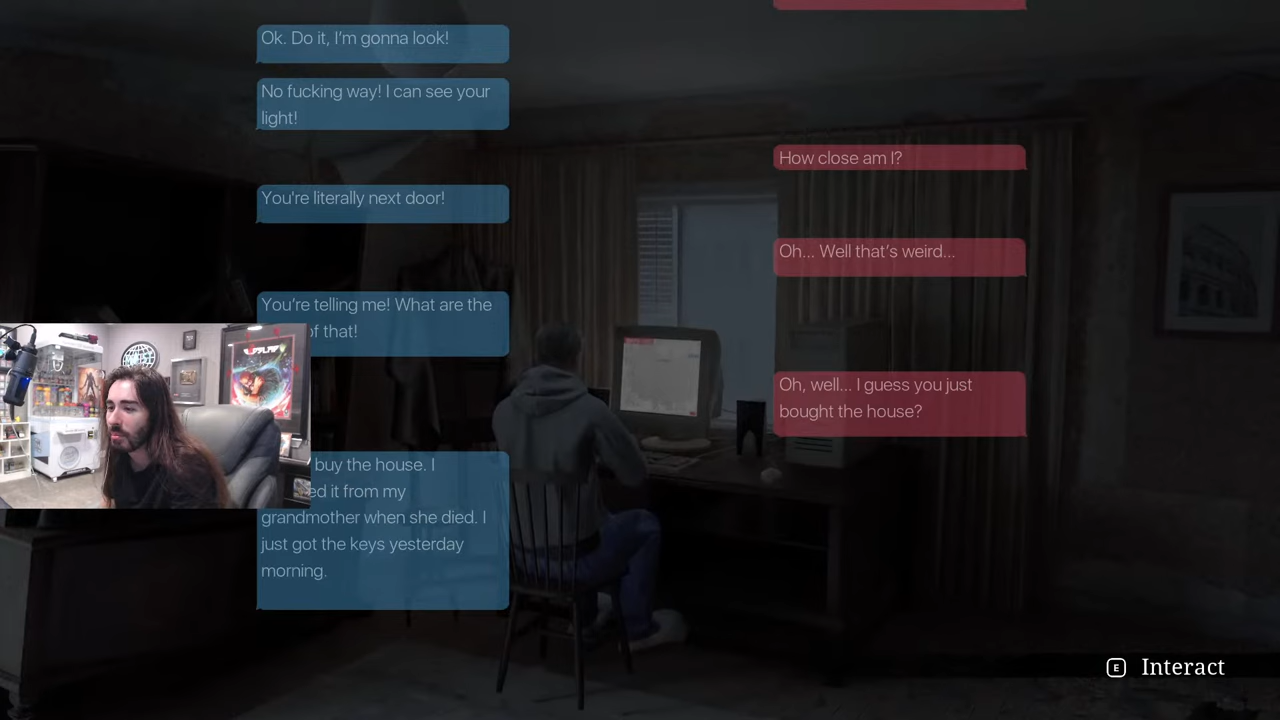 Ok. Do it, I'm gonna look!
No fucking way! I can see your
light!
How close am I?
You're literally next door!
Oh... Well that's weird...
You're telling me! What are the
of that!
Oh, well... I guess you just
bought the house?
buy the house. I
it from my
grandmother when she died. I
just got the keys yesterday
morning.
E Interact